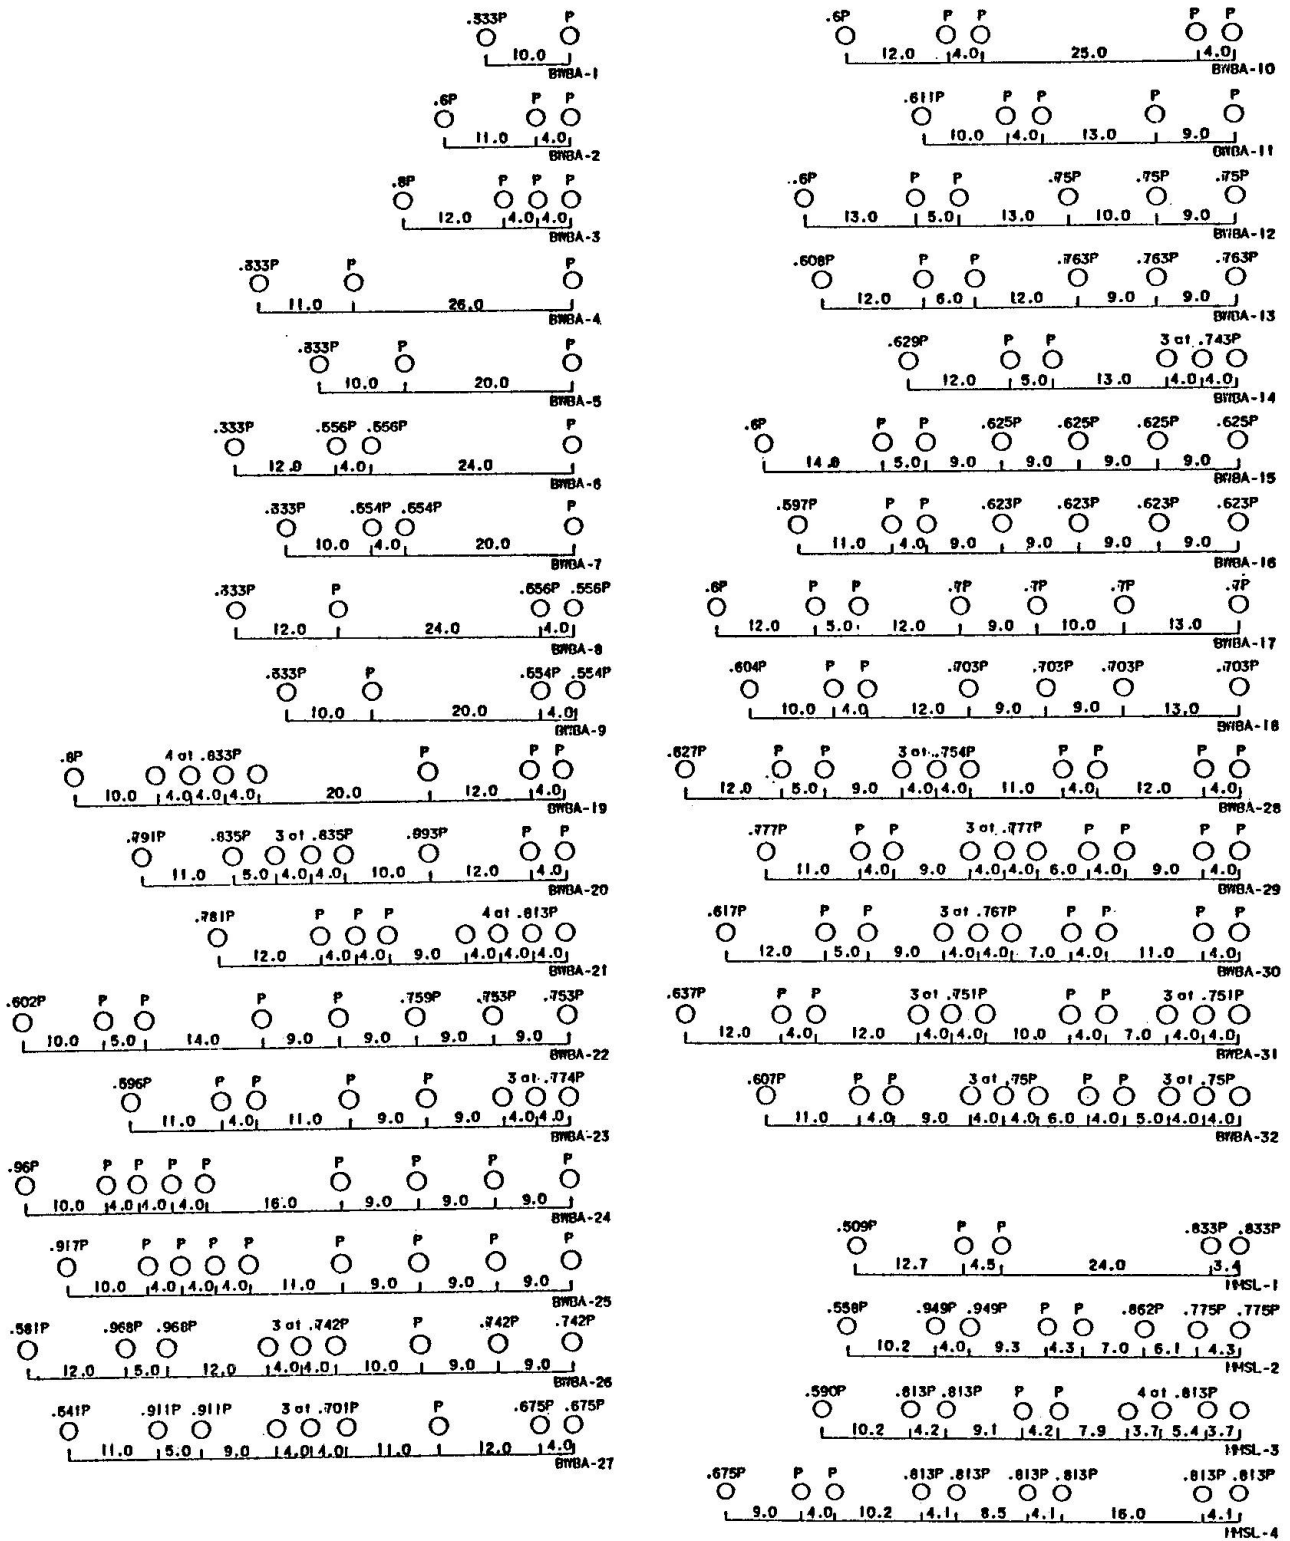 .333P P
10.0
BWBA-1
.6P P P
11.0 4.0
BWBA-2
.8P P P P
12.0 4.0 4.0
BWBA-3
.333P P P
11.0 26.0
BWBA-4
.833P P P
10.0 20.0
BWBA-5
.333P .556P .556P P
12.0 4.0 24.0
BWBA-6
.333P .554P .554P P
10.0 4.0 20.0
BWBA-7
.333P P .556P .556P
12.0 24.0 4.0
BWBA-8
.333P P .554P .554P
10.0 20.0 4.0
BWBA-9
.8P 4 at .833P P P P
10.0 4.0 4.0 4.0 20.0 12.0 4.0
BWBA-19
.791P .835P 3 at .835P .893P P P
11.0 5.0 4.0 4.0 10.0 12.0 4.0
BWBA-20
.781P P P P 4 at .813P
12.0 4.0 4.0 9.0 4.0 4.0 4.0
BWBA-21
.602P P P P P .759P .753P .753P
10.0 5.0 14.0 9.0 9.0 9.0 9.0
BWBA-22
.596P P P P P 3 at .774P
11.0 4.0 11.0 9.0 9.0 4.0 4.0
BWBA-23
.96P P P P P P P P P
10.0 4.0 4.0 4.0 16.0 9.0 9.0 9.0
BWBA-24
.917P P P P P P P P P
10.0 4.0 4.0 4.0 11.0 9.0 9.0 9.0
BWBA-25
.581P .968P .968P 3 at .742P P .742P .742P
12.0 5.0 12.0 4.0 4.0 10.0 9.0 9.0
BWBA-26
.641P .911P .911P 3 at .701P P .675P .675P
11.0 5.0 9.0 4.0 4.0 11.0 12.0 4.0
BWBA-27
.6P P P P P
12.0 4.0 25.0 4.0
BWBA-10
.611P P P P P
10.0 4.0 13.0 9.0
BWBA-11
.6P P P .75P .75P .75P
13.0 5.0 13.0 10.0 9.0
BWBA-12
.608P P P .763P .763P .763P
12.0 6.0 12.0 9.0 9.0
BWBA-13
.629P P P 3 at .743P
12.0 5.0 13.0 4.0 4.0
BWBA-14
.6P P P .625P .625P .625P .625P
14.0 5.0 9.0 9.0 9.0 9.0
BWBA-15
.597P P P .623P .623P .623P .623P
11.0 4.0 9.0 9.0 9.0 9.0
BWBA-16
.6P P P .7P .7P .7P .7P
12.0 5.0 12.0 9.0 10.0 13.0
BWBA-17
.604P P P .703P .703P .703P .703P
10.0 4.0 12.0 9.0 9.0 13.0
BWBA-18
.627P P P 3 at .754P P P P P
12.0 5.0 9.0 4.0 4.0 11.0 4.0 12.0 4.0
BWBA-28
.777P P P 3 at .777P P P P P
11.0 4.0 9.0 4.0 4.0 6.0 4.0 9.0 4.0
BWBA-29
.617P P P 3 at .767P P P P P
12.0 5.0 9.0 4.0 4.0 7.0 4.0 11.0 4.0
BWBA-30
.637P P P 3 at .751P P P 3 at .751P
12.0 4.0 12.0 4.0 4.0 10.0 4.0 7.0 4.0 4.0
BWBA-31
.607P P P 3 at .75P P P 3 at .75P
11.0 4.0 9.0 4.0 4.0 6.0 4.0 5.0 4.0 4.0
BWBA-32
.509P P P .833P .833P
12.7 4.5 24.0 3.4
HMSL-1
.558P .949P .949P P P .862P .775P .775P
10.2 4.0 9.3 4.3 7.0 6.1 4.3
HMSL-2
.590P .813P .813P P P 4 at .813P
10.2 4.2 9.1 4.2 7.9 3.7 5.4 3.7
HMSL-3
.675P P P .813P .813P .813P .813P .813P .813P
9.0 4.0 10.2 4.1 8.5 4.1 16.0 4.1
HMSL-4